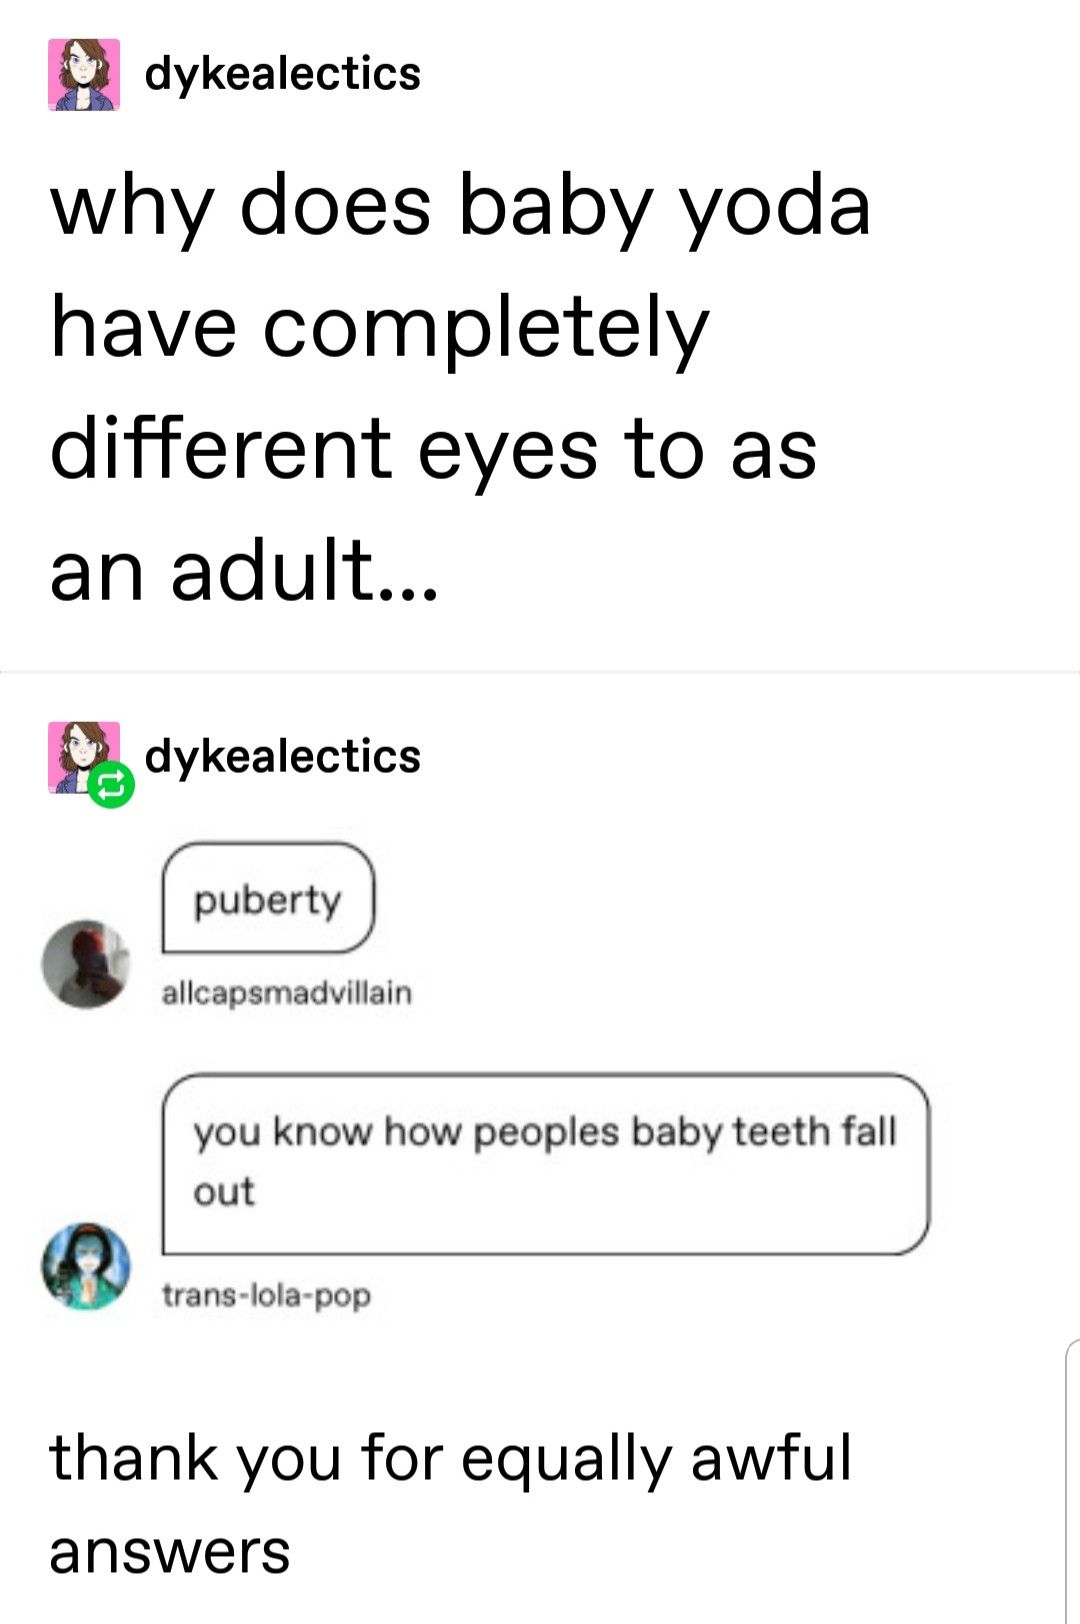 dykealectics
why does baby yoda
have completely
different eyes to as
an adult...
dykealectics
puberty
allcapsmadvillain
you know how peoples baby teeth fall
out
trans-lola-pop
thank you for equally awful
answers